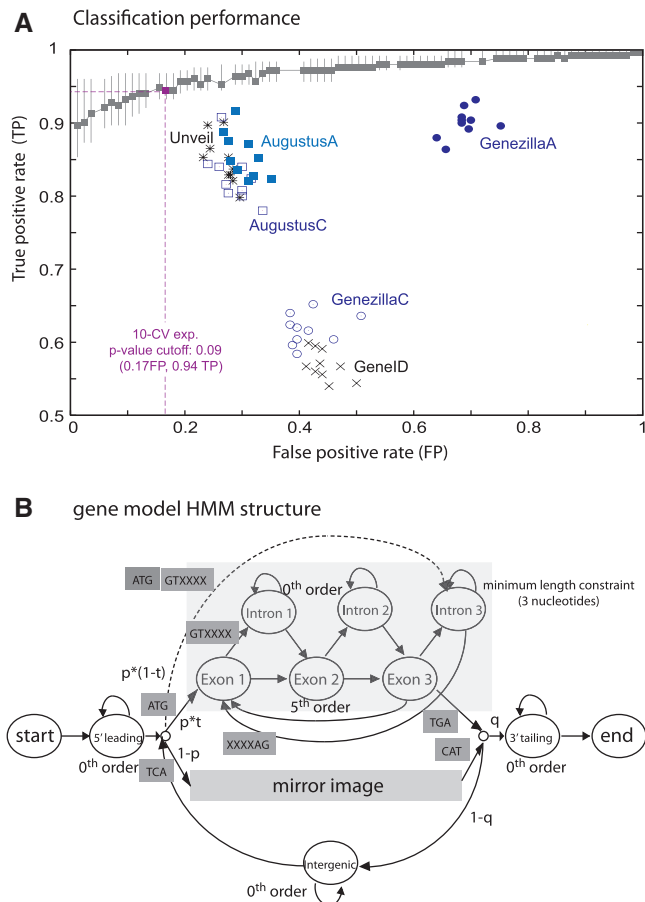 A Classification performance
1
0.9
0.8
0.7
0.6
0.5
True positive rate (TP)
Unveil
AugustusA
AugustusC
GenezillaA
GenezillaC
GeneID
10-CV exp.
p-value cutoff: 0.09
(0.17FP, 0.94 TP)
0 0.2 0.4 0.6 0.8 1
False positive rate (FP)
B gene model HMM structure
ATG GTXXXX
0th order
minimum length constraint
(3 nucleotides)
Intron 1 Intron 2 Intron 3
GTXXXX
p*(1-t)
Exon 1 Exon 2 Exon 3
5th order
ATG
p*t
XXXXAG
TGA
q
start 5' leading 3' tailing end
1-p
CAT
0th order
TCA
0th order
mirror image
1-q
Intergenic
0th order